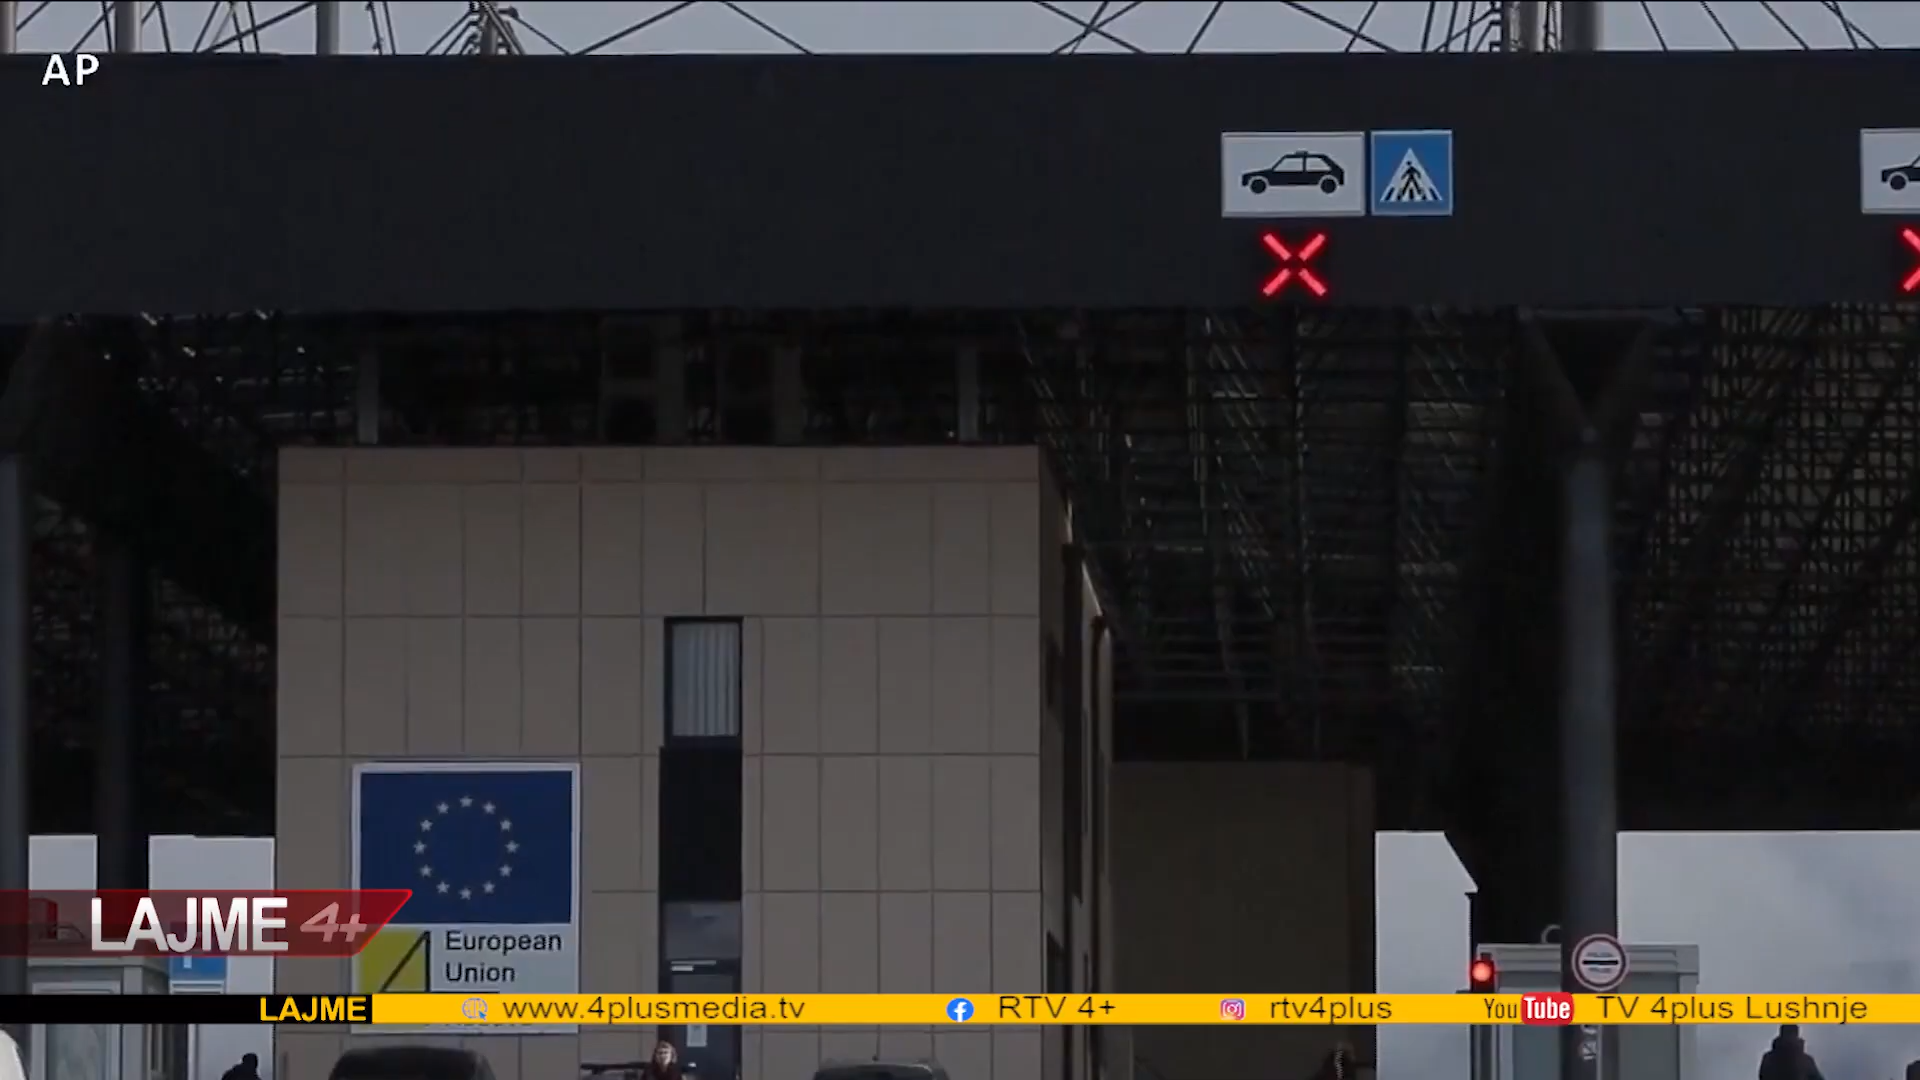 AP
LAJME 4+
European
Union
LAJME
www.4plusmedia.tv
RTV 4+
rtv4plus
YouTube
TV 4plus Lushnje